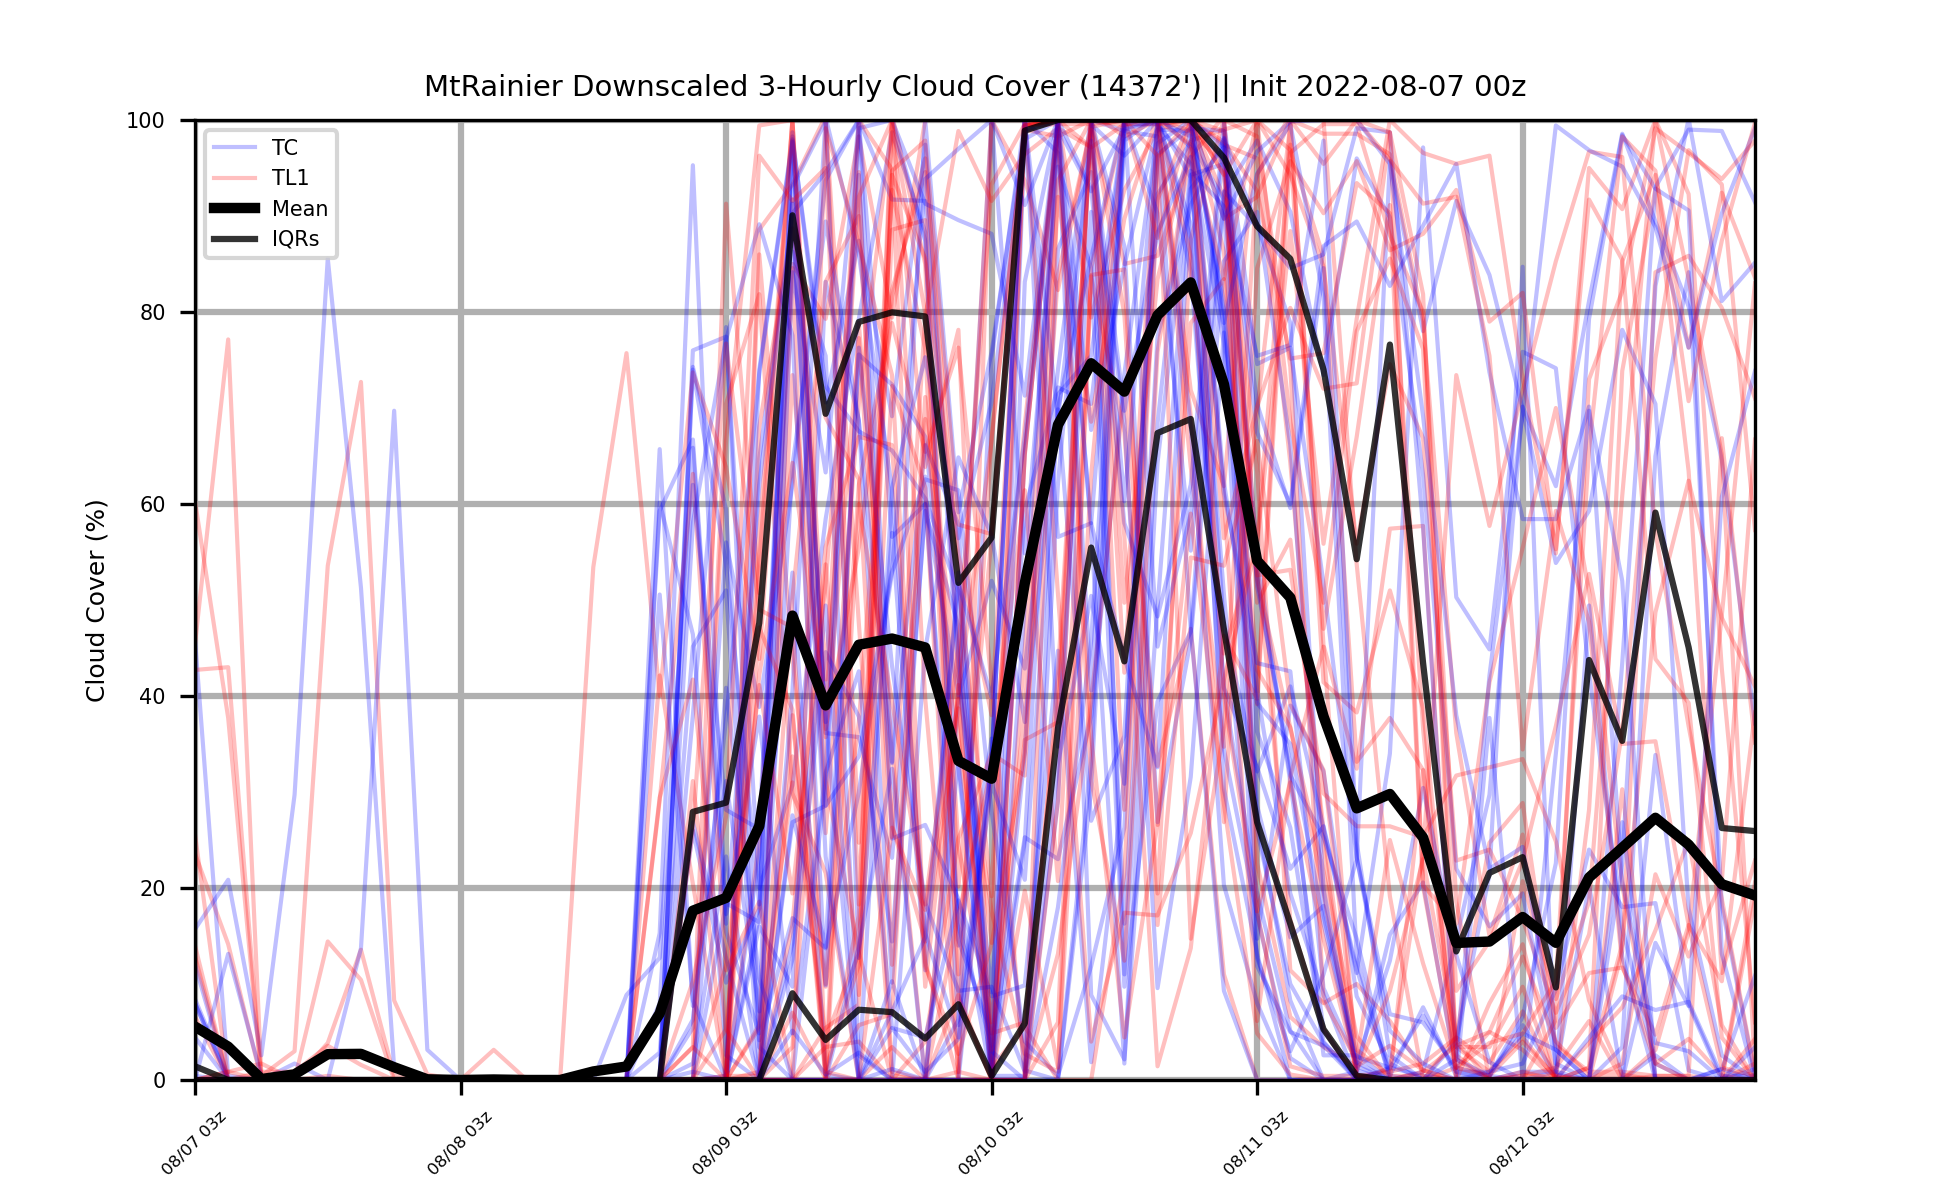 MtRainier Downscaled 3-Hourly Cloud Cover (14372') || Init 2022-08-07 00z
TC
TL1
Mean
IQRs
Cloud Cover (%)
100
80
60
40
20
0
08/07 03z
08/08 03z
08/09 03z
08/10 03z
08/11 03z
08/12 03z